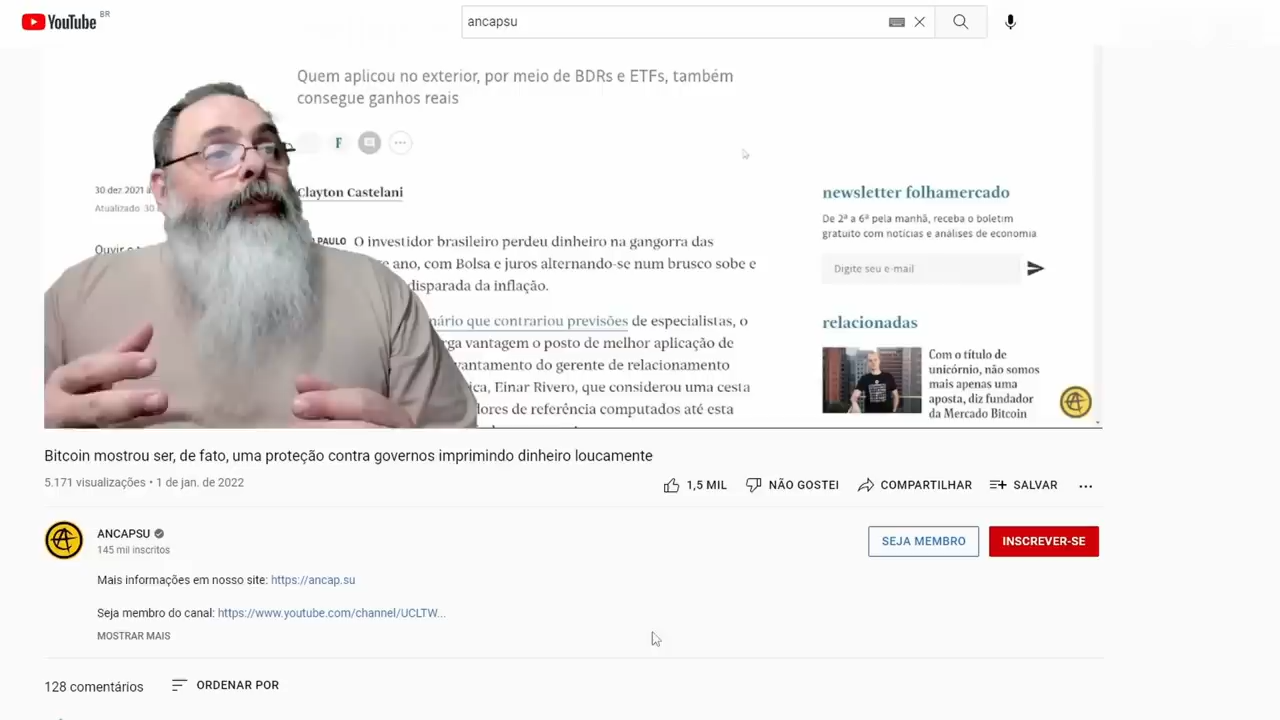 YouTube BR
ancapsu
Quem aplicou no exterior, por meio de BDRs e ETFs, também
consegue ganhos reais
F
30 dez.2021
Atualizado 30
Clayton Castelani
PAULO O investidor brasileiro perdeu dinheiro na gangorra das
ano, com Bolsa e juros alternando-se num brusco sobe e
disparada da inflação.
que contrariou previsões de especialistas, o
vantagem o posto de melhor aplicação de
do gerente de relacionamento
Einar Rivero, que considerou uma cesta
de referência computados até esta
newsletter folhamercado
De 2ª a 6ª pela manhã, receba o boletim
gratuito com notícias e análises de economia
Digite seu e-mail
relacionadas
Com o título de
unicórnio, não somos
mais apenas uma
aposta, diz fundador
da Mercado Bitcoin
Bitcoin mostrou ser, de fato, uma proteção contra governos imprimindo dinheiro loucamente
5.171 visualizações • 1 de jan. de 2022
1,5 MIL NÃO GOSTEI COMPARTILHAR SALVAR
ANCAPSU
145 mil inscritos
SEJA MEMBRO INSCREVER-SE
Mais informações em nosso site: https://ancap.su
Seja membro do canal: https://www.youtube.com/channel/UCLTW...
MOSTRAR MAIS
128 comentários ORDENAR POR